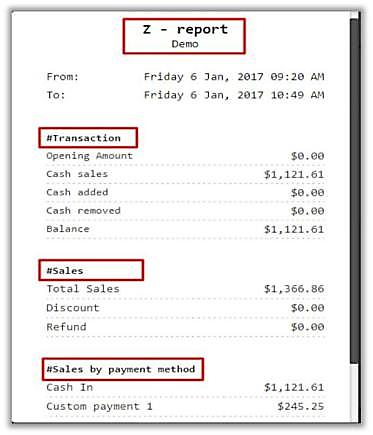 Z - report
Demo
From: Friday 6 Jan, 2017 09:20 AM
To: Friday 6 Jan, 2017 10:49 AM
#Transaction
Opening Amount $0.00
Cash sales $1,121.61
Cash added $0.00
Cash removed $0.00
Balance $1,121.61
#Sales
Total Sales $1,366.86
Discount $0.00
Refund $0.00
#Sales by payment method
Cash In $1,121.61
Custom payment 1 $245.25